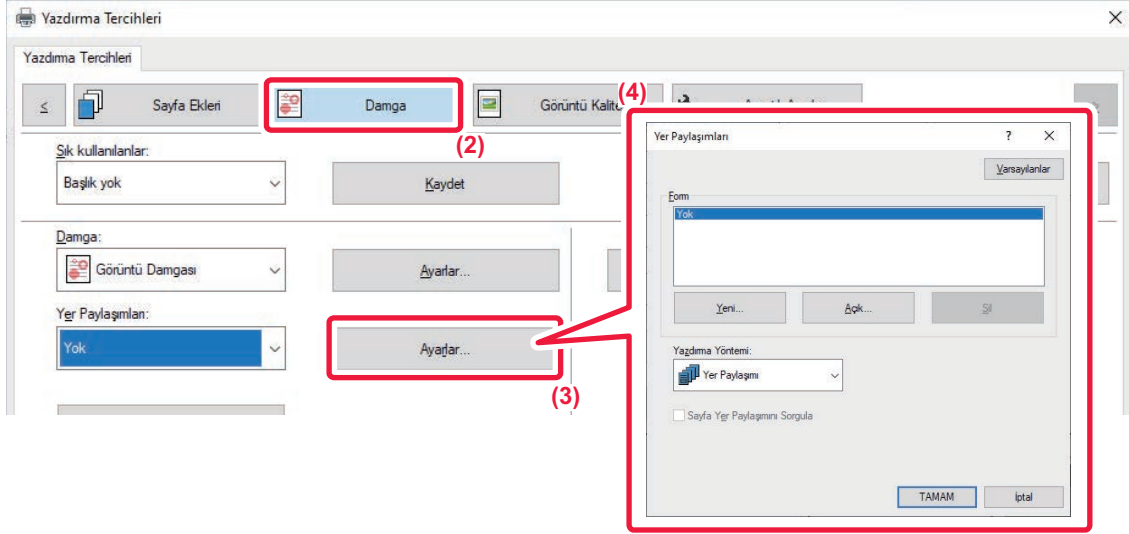 Yazdırma Tercihleri
Yazdırma Tercihleri
<
Sayfa Ekleri
Damga
Görüntü Kalite
(4)
(2)
Sık kullanılanlar:
Başlık yok
Kaydet
Damga:
Görüntü Damgası
Ayarlar...
Yer Paylaşımları:
Yok
Ayarlar...
(3)
Yer Paylaşımları
?
Varsayılanlar
Form
Yok
Yeni...
Açık...
Sil
Yazdırma Yöntemi:
Yer Paylaşımı
Sayfa Yer Paylaşımını Sorgula
TAMAM
İptal